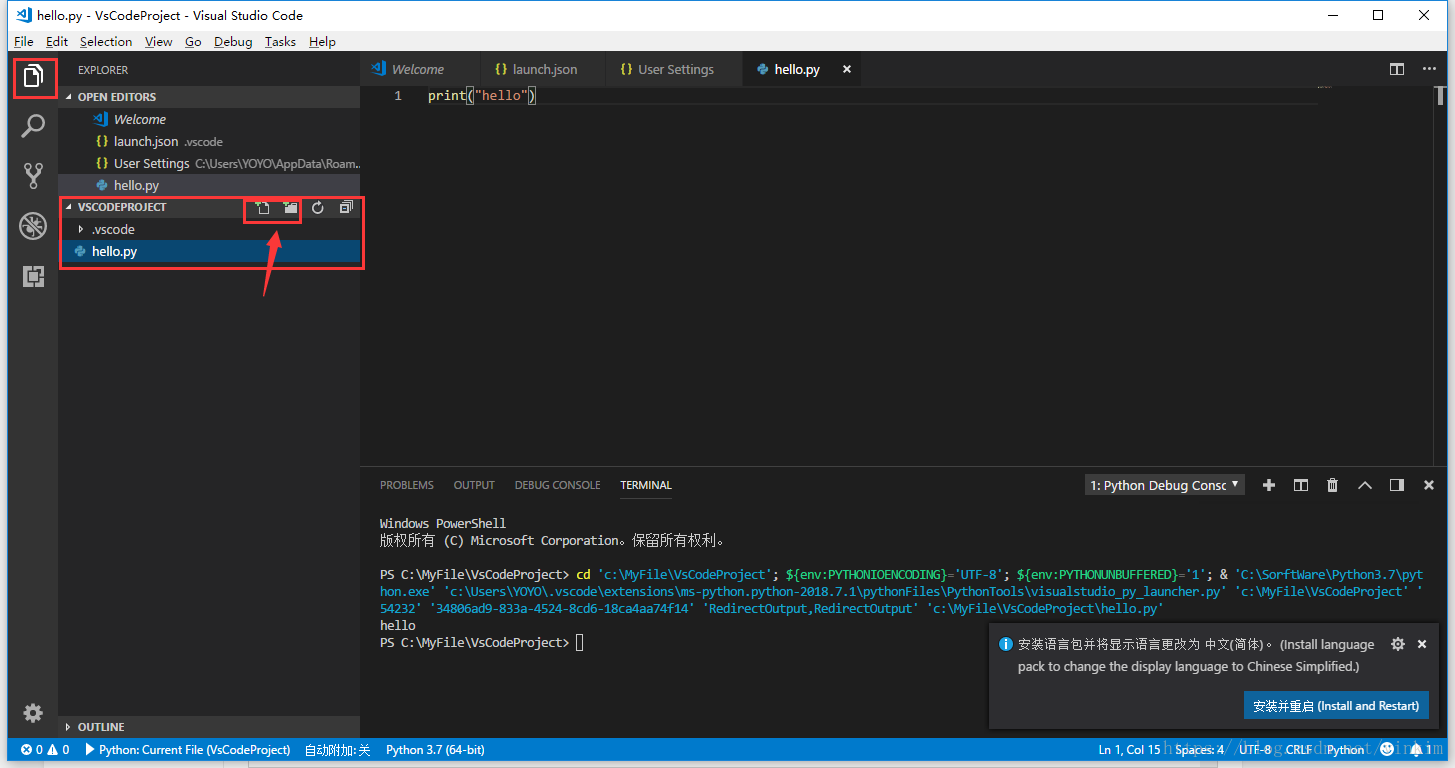 hello.py - VsCodeProject - Visual Studio Code
File Edit Selection View Go Debug Tasks Help
EXPLORER
OPEN EDITORS
Welcome
launch.json .vscode
User Settings C:\Users\YOYO\AppData\Roam...
hello.py
VSCODEPROJECT
.vscode
hello.py
OUTLINE
Welcome {} launch.json {} User Settings hello.py
1 print("hello")
PROBLEMS OUTPUT DEBUG CONSOLE TERMINAL 1: Python Debug Consc
Windows PowerShell
版权所有 (C) Microsoft Corporation。保留所有权利。
PS C:\MyFile\VsCodeProject> cd 'c:\MyFile\VsCodeProject'; ${env:PYTHONIOENCODING}='UTF-8'; ${env:PYTHONUNBUFFERED}='1'; & 'C:\SorftWare\Python3.7\pyt
hon.exe' 'c:\Users\YOYO\.vscode\extensions\ms-python.python-2018.7.1\pythonFiles\PythonTools\visualstudio_py_launcher.py' 'c:\MyFile\VsCodeProject' '
54232' '34806ad9-833a-4524-8cd6-18ca4aa74f14' 'RedirectOutput,RedirectOutput' 'c:\MyFile\VsCodeProject\hello.py'
hello
PS C:\MyFile\VsCodeProject>
安装语言包并将显示语言更改为 中文(简体)。 (Install language
pack to change the display language to Chinese Simplified.)
安装并重启 (Install and Restart)
0 0 Python: Current File (VsCodeProject) 自动附加: 关 Python 3.7 (64-bit) Ln 1, Col 15 Spaces: 4 UTF-8 CRLF Python 1